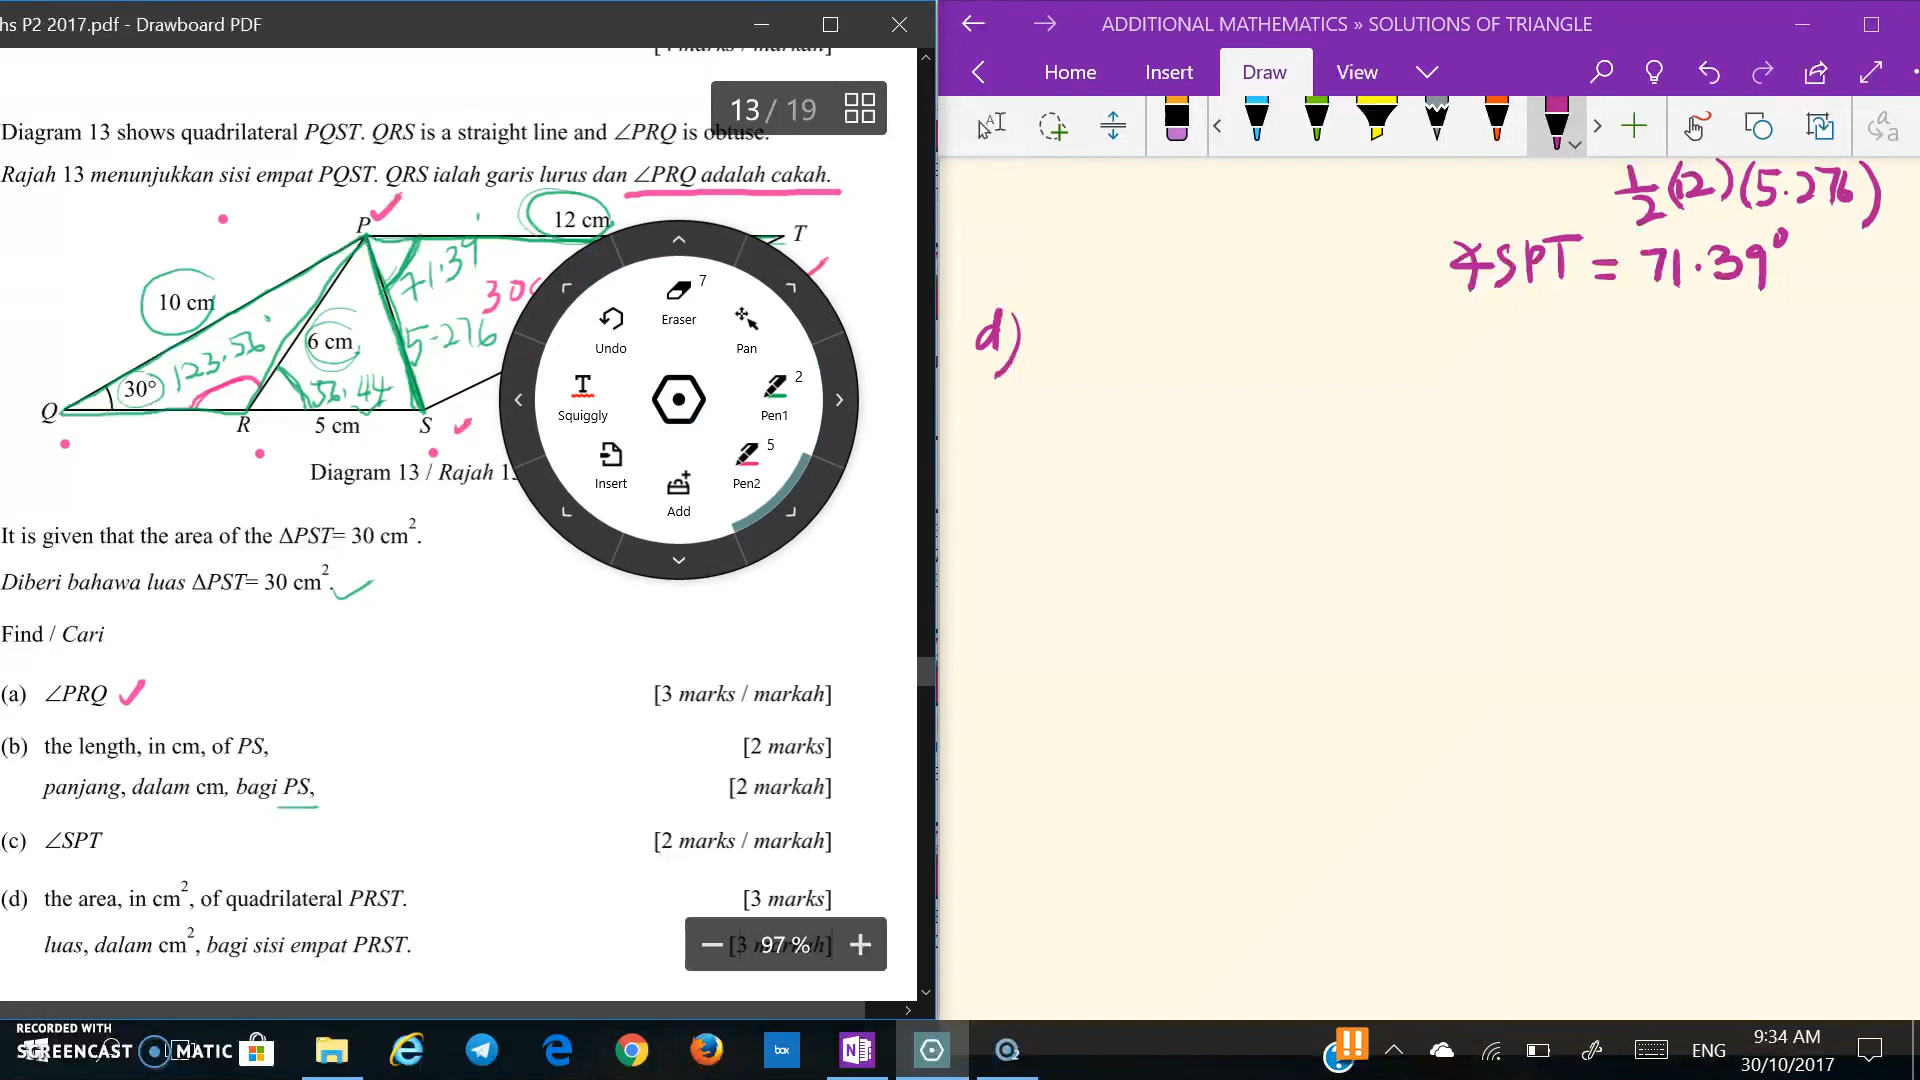 hs P2 2017.pdf - Drawboard PDF
13 / 19
Diagram 13 shows quadrilateral PQST. QRS is a straight line and ∠PRQ is obtuse.
Rajah 13 menunjukkan sisi empat PQST. QRS ialah garis lurus dan ∠PRQ adalah cakah.
P
12 cm
T
71.39°
10 cm
30
6 cm
5.276
123.56°
30°
56.44
Q
R
5 cm
S
Diagram 13 / Rajah 1
Eraser 7
Undo
Pan
Squiggly
Pen1 2
Insert
Pen2 5
Add
It is given that the area of the ΔPST= 30 cm².
Diberi bahawa luas ΔPST= 30 cm².
Find / Cari
(a) ∠PRQ [3 marks / markah]
(b) the length, in cm, of PS, [2 marks]
panjang, dalam cm, bagi PS, [2 markah]
(c) ∠SPT [2 marks / markah]
(d) the area, in cm², of quadrilateral PRST. [3 marks]
luas, dalam cm², bagi sisi empat PRST. [3 markah]
97 %
ADDITIONAL MATHEMATICS » SOLUTIONS OF TRIANGLE
Home Insert Draw View
½(12)(5.276)
∡SPT = 71.39°
d)
RECORDED WITH
SCREENCAST MATIC
box
ENG
9:34 AM
30/10/2017